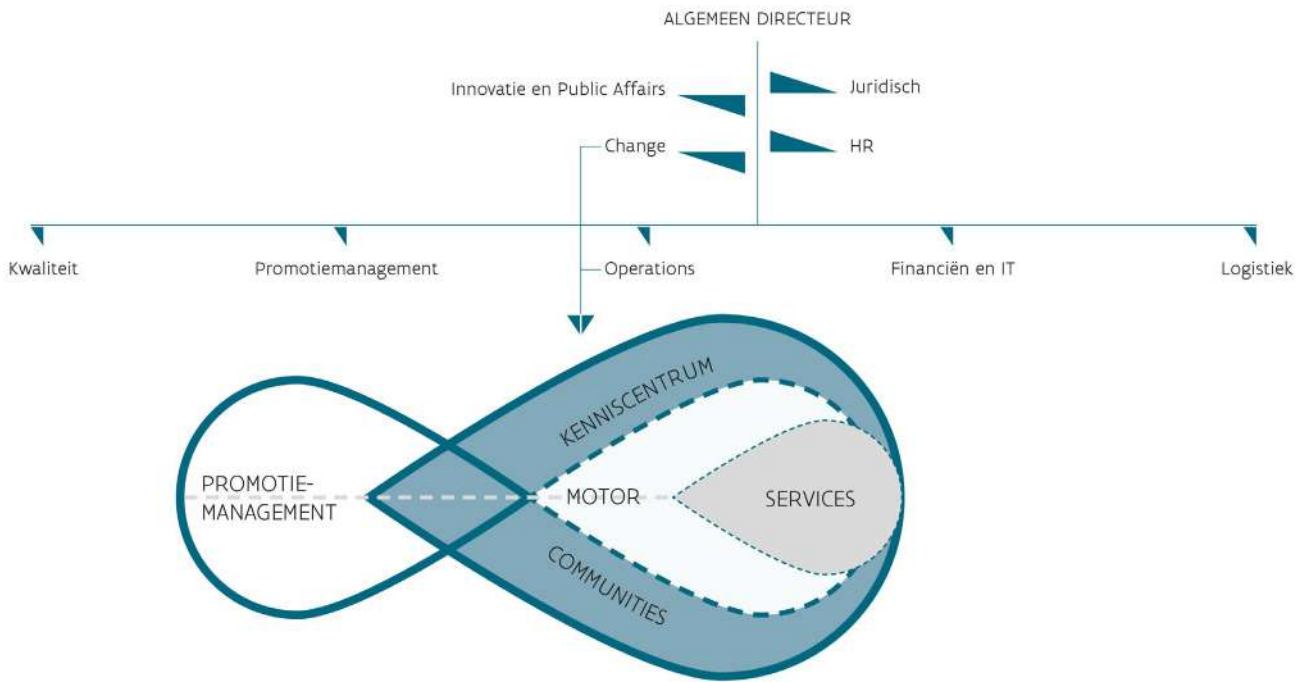 ALGEMEEN DIRECTEUR
Innovatie en Public Affairs
Juridisch
Change
HR
Kwaliteit
Promotiemanagement
Operations
Financiën en IT
Logistiek
KENNISCENTRUM
PROMOTIE-
MANAGEMENT
MOTOR
SERVICES
COMMUNITIES